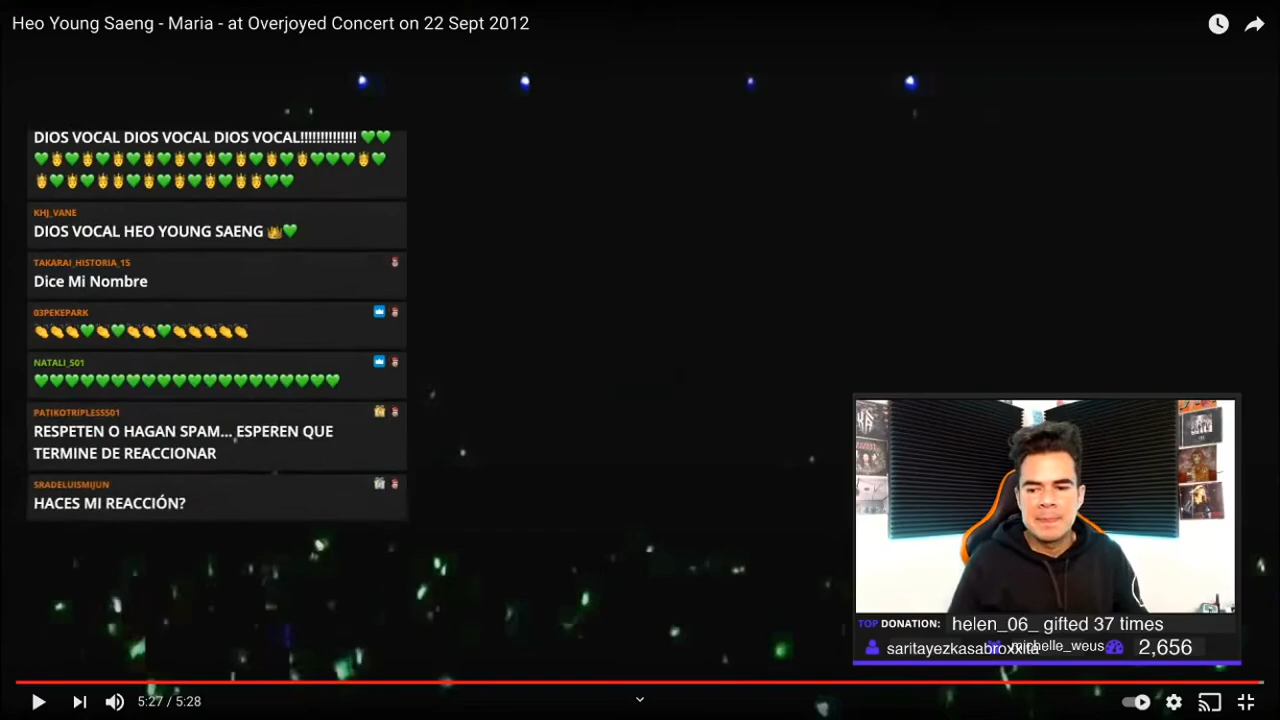 Heo Young Saeng - Maria - at Overjoyed Concert on 22 Sept 2012
DIOS VOCAL DIOS VOCAL DIOS VOCAL!!!!!!!!!!!!!! 💚💚
💚👸💚👸💚👸💚👸💚👸💚👸💚👸💚👸💚💚💚👸💚
👸💚👸💚👸👸💚👸💚👸💚👸💚👸👸💚💚
KHJ_VANE
DIOS VOCAL HEO YOUNG SAENG 👑💚
TAKARAI_HISTORIA_15
Dice Mi Nombre
03PEKEPARK
👏👏👏💚👏💚👏👏💚👏👏👏👏👏
NATALI_501
💚💚💚💚💚💚💚💚💚💚💚💚💚💚💚💚💚💚💚💚
PATIKOTRIPLES501
RESPETEN O HAGAN SPAM... ESPEREN QUE
TERMINE DE REACCIONAR
SRADELUISMIJUN
HACES MI REACCIÓN?
TOP DONATION: helen_06_ gifted 37 times
michelle_weus 2,656
5:27 / 5:28